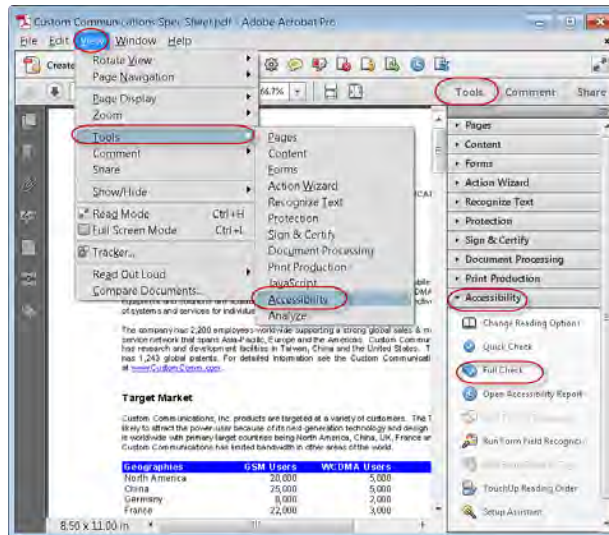 Custom Communications Spec Sheet.pdf - Adobe Acrobat Pro
File Edit View Window Help
Create
Rotate View
Page Navigation
Page Display
Zoom
Tools
Comment
Share
Show/Hide
Read Mode Ctrl+H
Full Screen Mode Ctrl+L
Tracker...
Read Out Loud
Compare Documents...
66.7%
Pages
Content
Forms
Action Wizard
Recognize Text
Protection
Sign & Certify
Document Processing
Print Production
JavaScript
Accessibility
Analyze
Tools Comment Share
Pages
Content
Forms
Action Wizard
Recognize Text
Protection
Sign & Certify
Document Processing
Print Production
Accessibility
Change Reading Options
Quick Check
Full Check
Open Accessibility Report
Run Form Field Recogniti
TouchUp Reading Order
Setup Assistant
of systems and services for individua
The company has 2,200 employees worldwide supporting a strong global sales & m
service network that spans Asia-Pacific, Europe and the Americas. Custom Commur
has research and development facilities in Taiwan, China and the United States. T
has 1,243 global patents. For detailed information see the Custom Communicati
at www.CustomComm.com.
Target Market
Custom Communications, Inc. products are targeted at a variety of customers. The T
likely to attract the power user because of its next-generation technology and design
is worldwide with primary target countries being North America, China, UK, France ar
Custom Communications has limited bandwidth in other areas of the world.
Geographies GSM Users WCDMA Users
North America 20,000 5,000
China 25,000 5,000
Germany 8,000 2,000
France 22,000 3,000
8.50 x 11.00 in